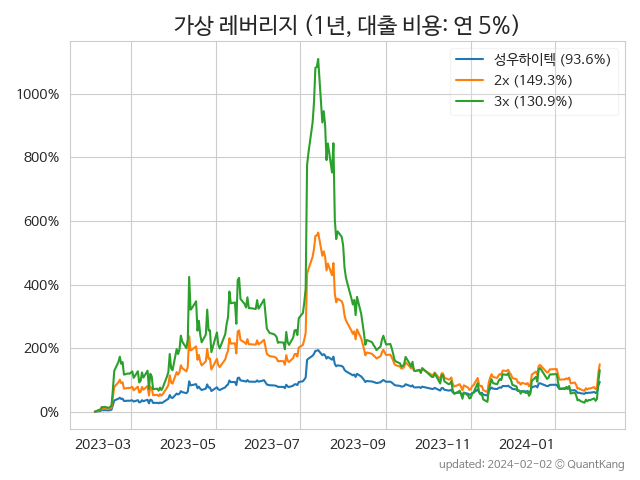 가상 레버리지 (1년, 대출 비용: 연 5%)
성우하이텍 (93.6%)
2x (149.3%)
3x (130.9%)
1000%
800%
600%
400%
200%
0%
2023-03 2023-05 2023-07 2023-09 2023-11 2024-01
updated: 2024-02-02 © QuantKang